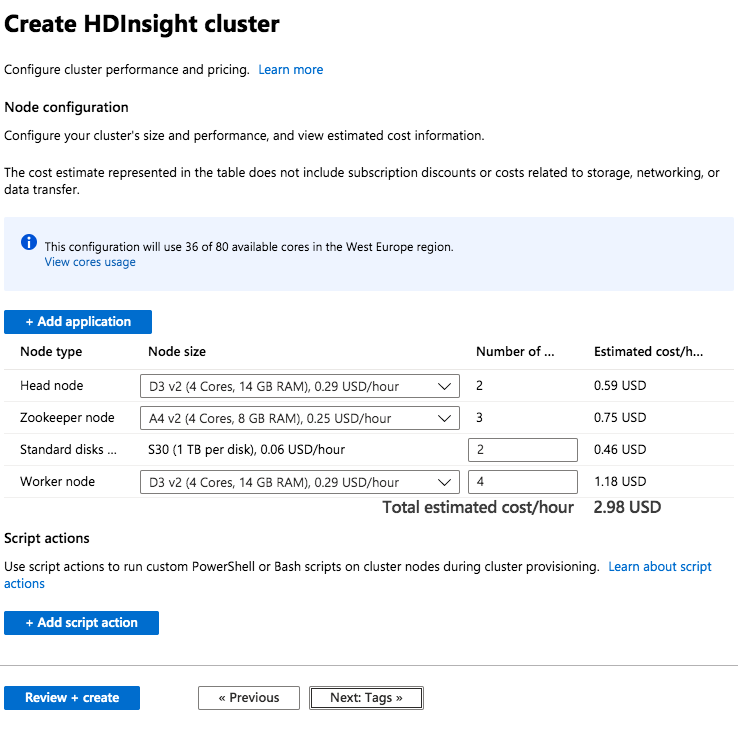 Create HDInsight cluster
Configure cluster performance and pricing. Learn more
Node configuration
Configure your cluster's size and performance, and view estimated cost information.
The cost estimate represented in the table does not include subscription discounts or costs related to storage, networking, or
data transfer.
This configuration will use 36 of 80 available cores in the West Europe region.
View cores usage
+ Add application
Node type Node size Number of ... Estimated cost/h...
Head node D3 v2 (4 Cores, 14 GB RAM), 0.29 USD/hour 2 0.59 USD
Zookeeper node A4 v2 (4 Cores, 8 GB RAM), 0.25 USD/hour 3 0.75 USD
Standard disks ... S30 (1 TB per disk), 0.06 USD/hour 2 0.46 USD
Worker node D3 v2 (4 Cores, 14 GB RAM), 0.29 USD/hour 4 1.18 USD
Total estimated cost/hour 2.98 USD
Script actions
Use script actions to run custom PowerShell or Bash scripts on cluster nodes during cluster provisioning. Learn about script
actions
+ Add script action
Review + create « Previous Next: Tags »